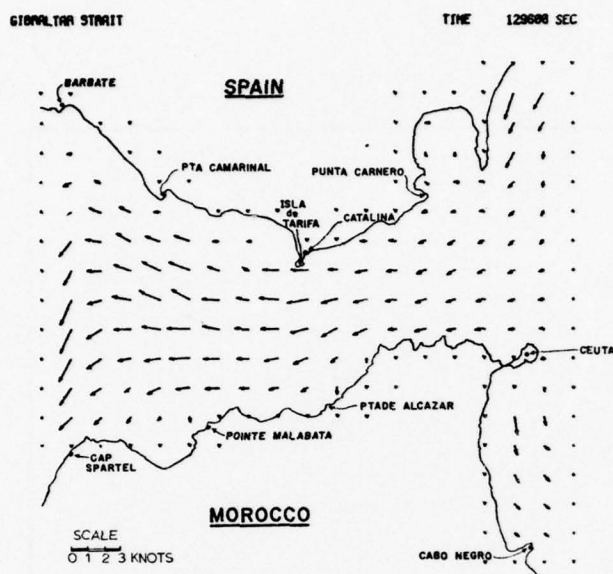 GIBRALTAR STRAIT
TIME 129600 SEC
BARBATE
SPAIN
PTA CAMARINAL
PUNTA CARNERO
ISLA
de
TARIFA
CATALINA
CEUTA
PTADE ALCAZAR
POINTE MALABATA
CAP
SPARTEL
MOROCCO
SCALE
0 1 2 3 KNOTS
CABO NEGRO